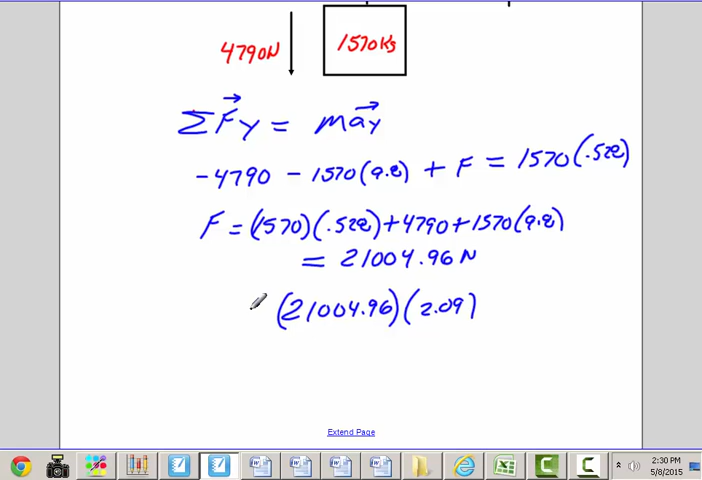 4790N
1570Kg
ΣF⃗y = ma⃗y
-4790 - 1570(9.8) + F = 1570(.528)
F = (1570)(.528)+4790+1570(9.8)
= 21004.96 N
(21004.96)(2.09)
Extend Page
2:30 PM
5/8/2015